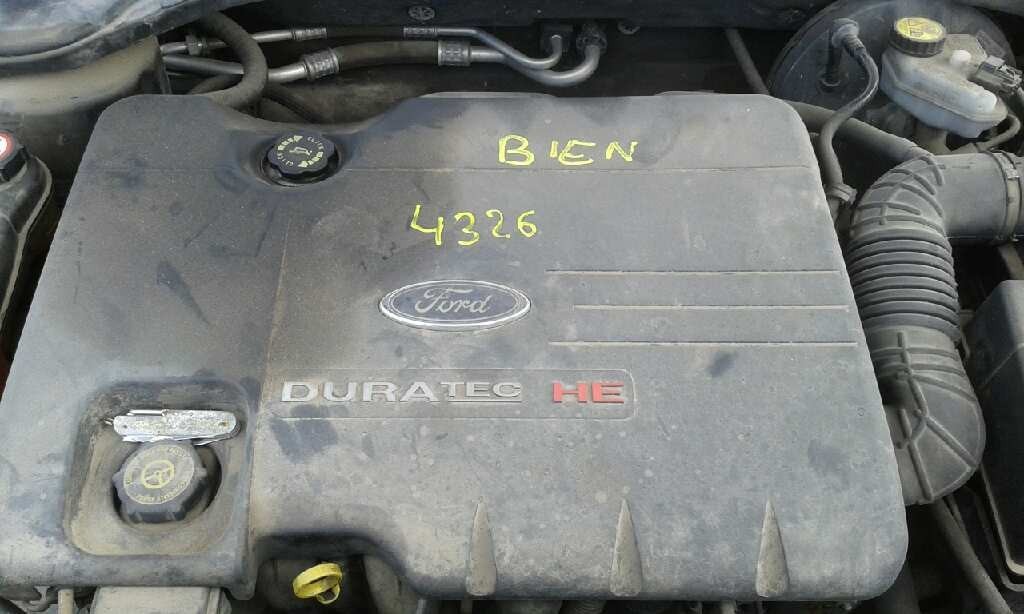 BIEN
4326
Ford
DURATEC HE